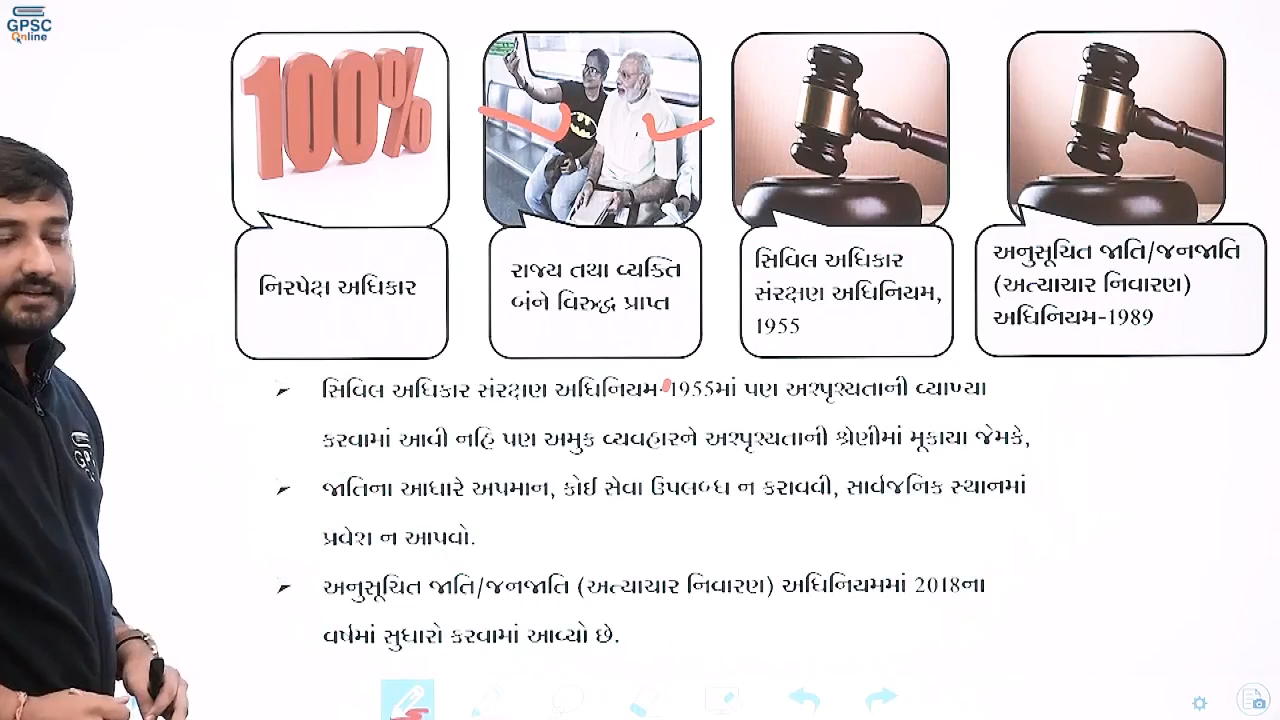 GPSC
Online
100%
નિરપેક્ષ અધિકાર
રાજ્ય તથા વ્યક્તિ
બંને વિરુદ્ધ પ્રાપ્ત
સિવિલ અધિકાર
સંરક્ષણ અધિનિયમ,
1955
અનુસૂચિત જાતિ/જનજાતિ
(અત્યાચાર નિવારણ)
અધિનિયમ-1989
➢ સિવિલ અધિકાર સંરક્ષણ અધિનિયમ-1955માં પણ અશ્પૃશ્યતાની વ્યાખ્યા
કરવામાં આવી નહિ પણ અમુક વ્યવહારને અશ્પૃશ્યતાની શ્રેણીમાં મૂકાયા જેમકે,
➢ જાતિના આધારે અપમાન, કોઈ સેવા ઉપલબ્ધ ન કરાવવી, સાર્વજનિક સ્થાનમાં
પ્રવેશ ન આપવો.
➢ અનુસૂચિત જાતિ/જનજાતિ (અત્યાચાર નિવારણ) અધિનિયમમાં 2018ના
વર્ષમાં સુધારો કરવામાં આવ્યો છે.